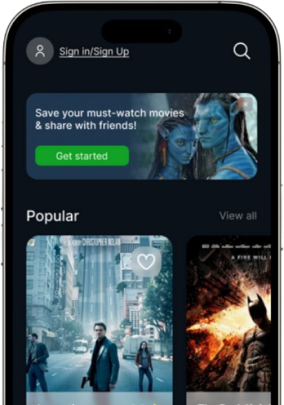 Sign in/Sign Up
Save your must-watch movies
& share with friends!
Get started
Popular
View all
CHRISTOPHER NOLAN
A FIRE WILL